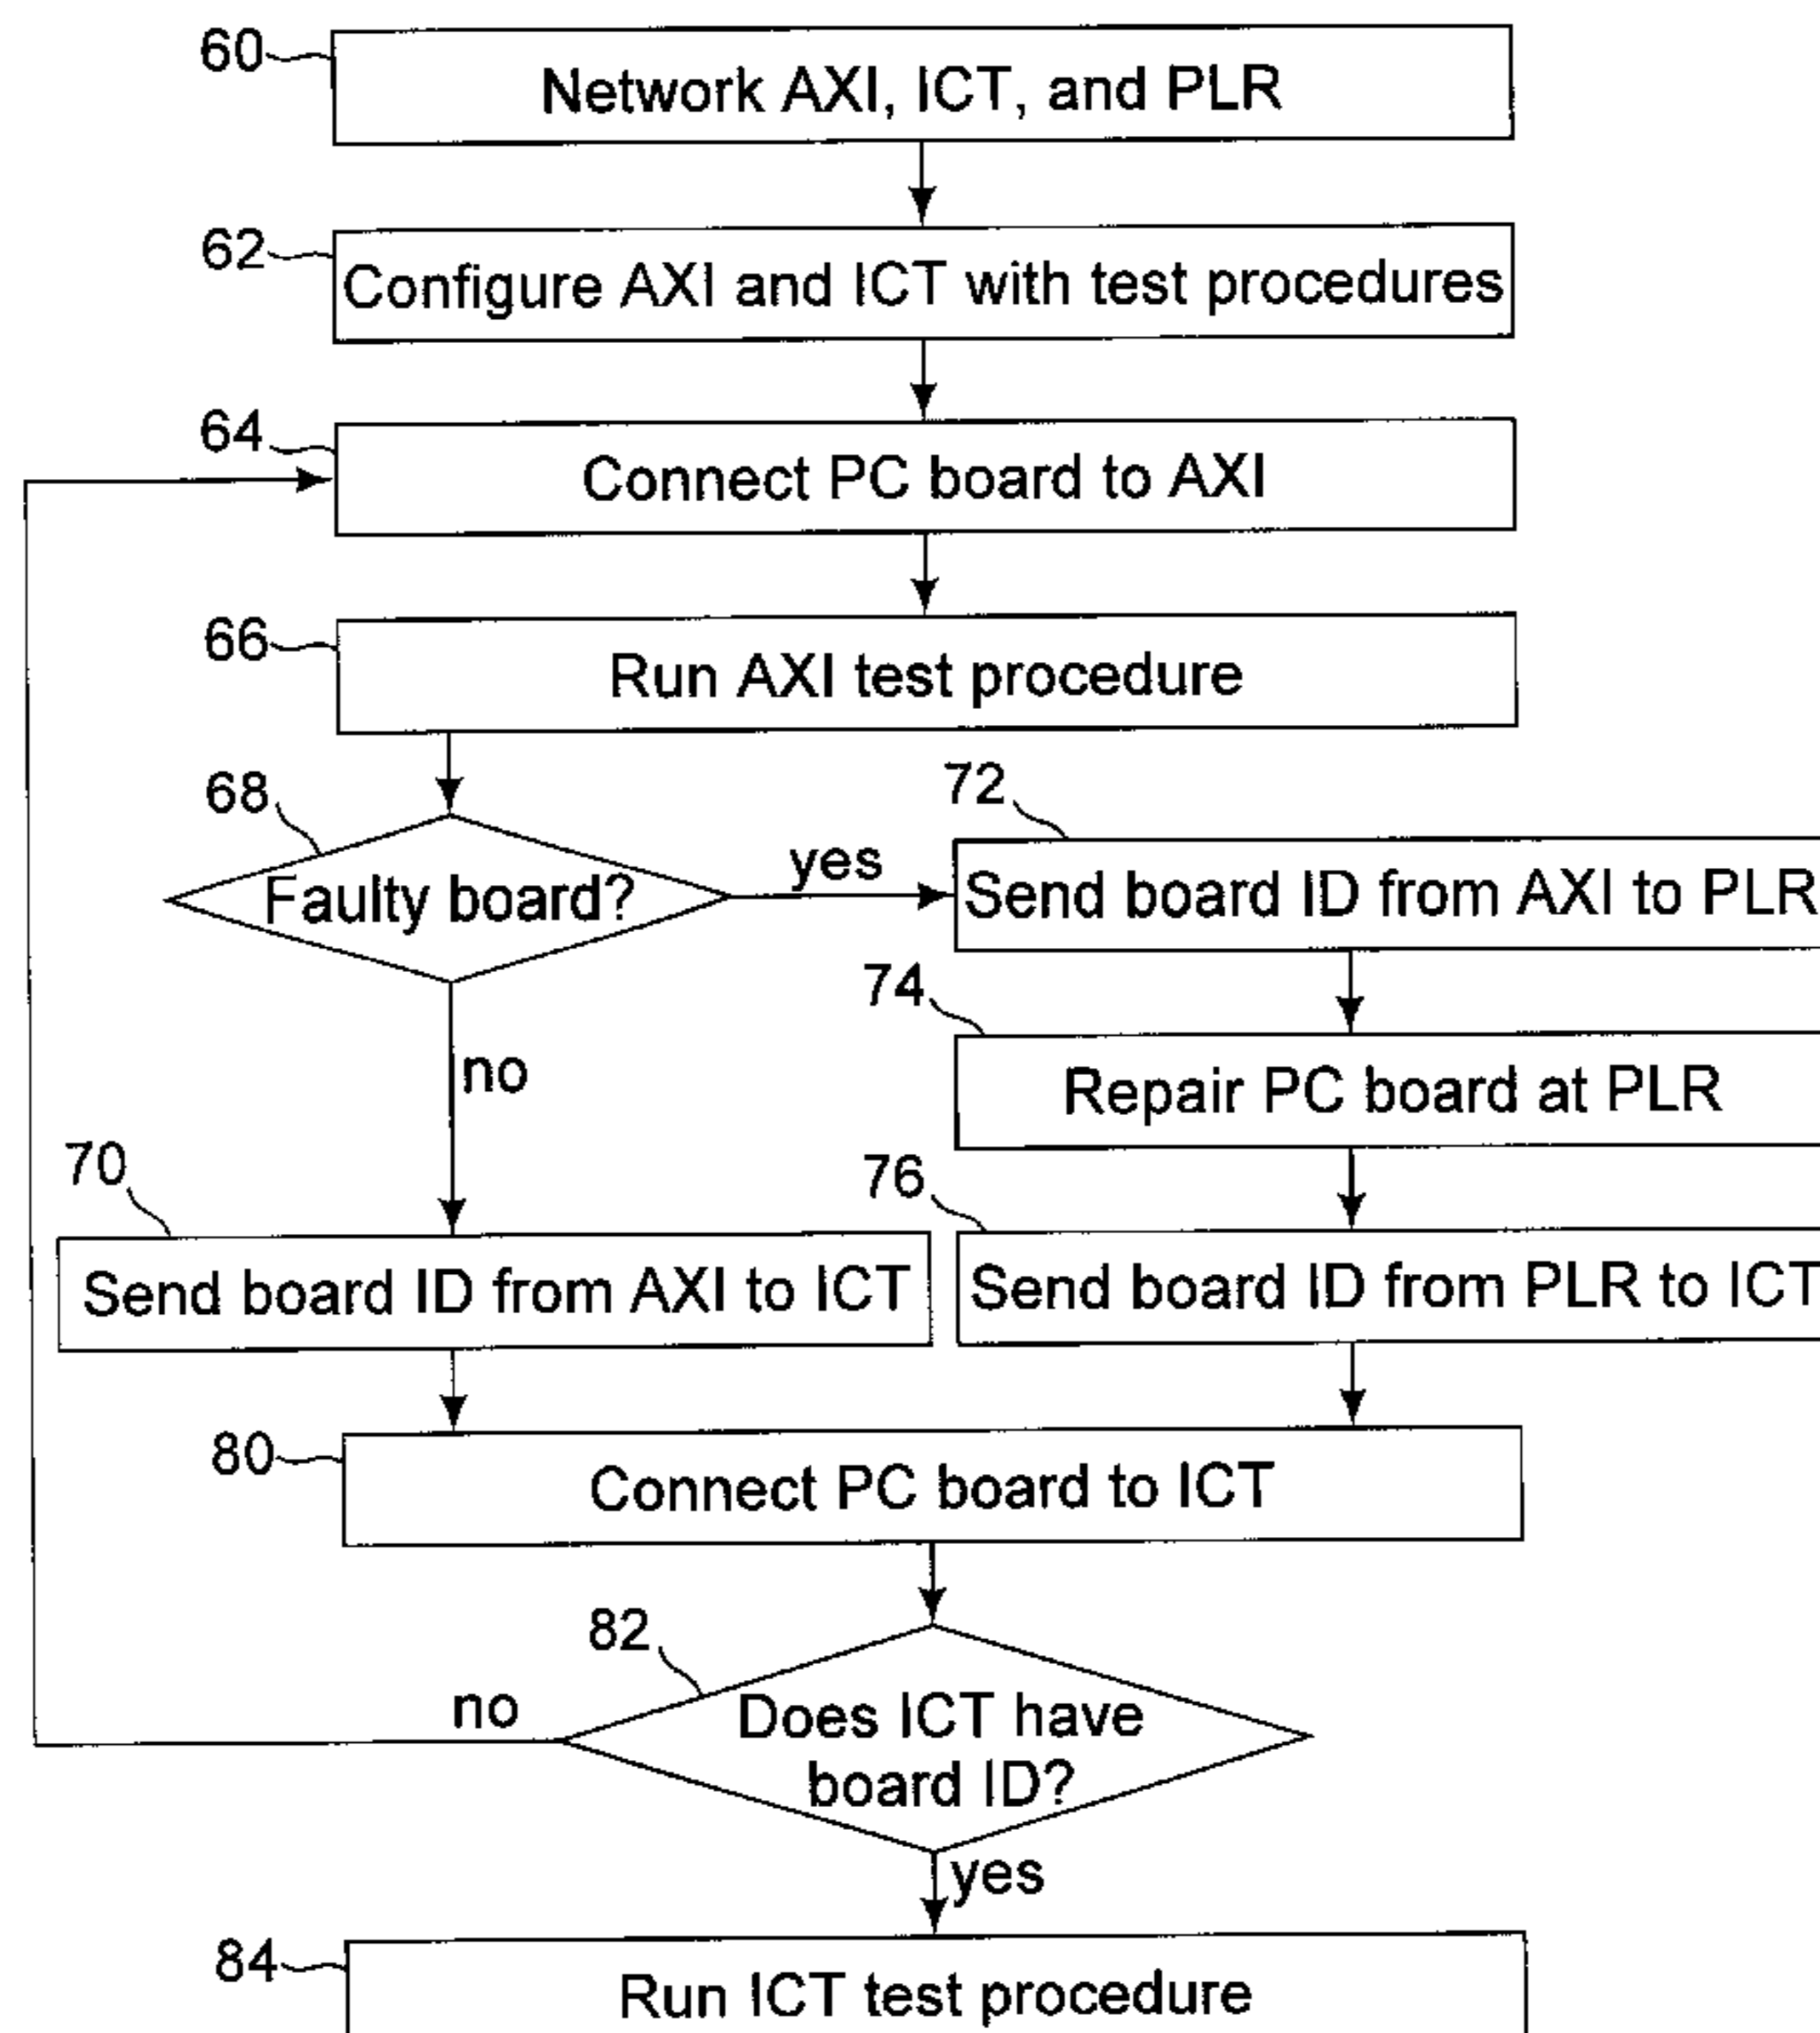 60
Network AXI, ICT, and PLR
62
Configure AXI and ICT with test procedures
64
Connect PC board to AXI
66
Run AXI test procedure
68
Faulty board?
yes
72
Send board ID from AXI to PLR
74
Repair PC board at PLR
no
70
Send board ID from AXI to ICT
76
Send board ID from PLR to ICT
80
Connect PC board to ICT
82
Does ICT have
board ID?
no
yes
84
Run ICT test procedure